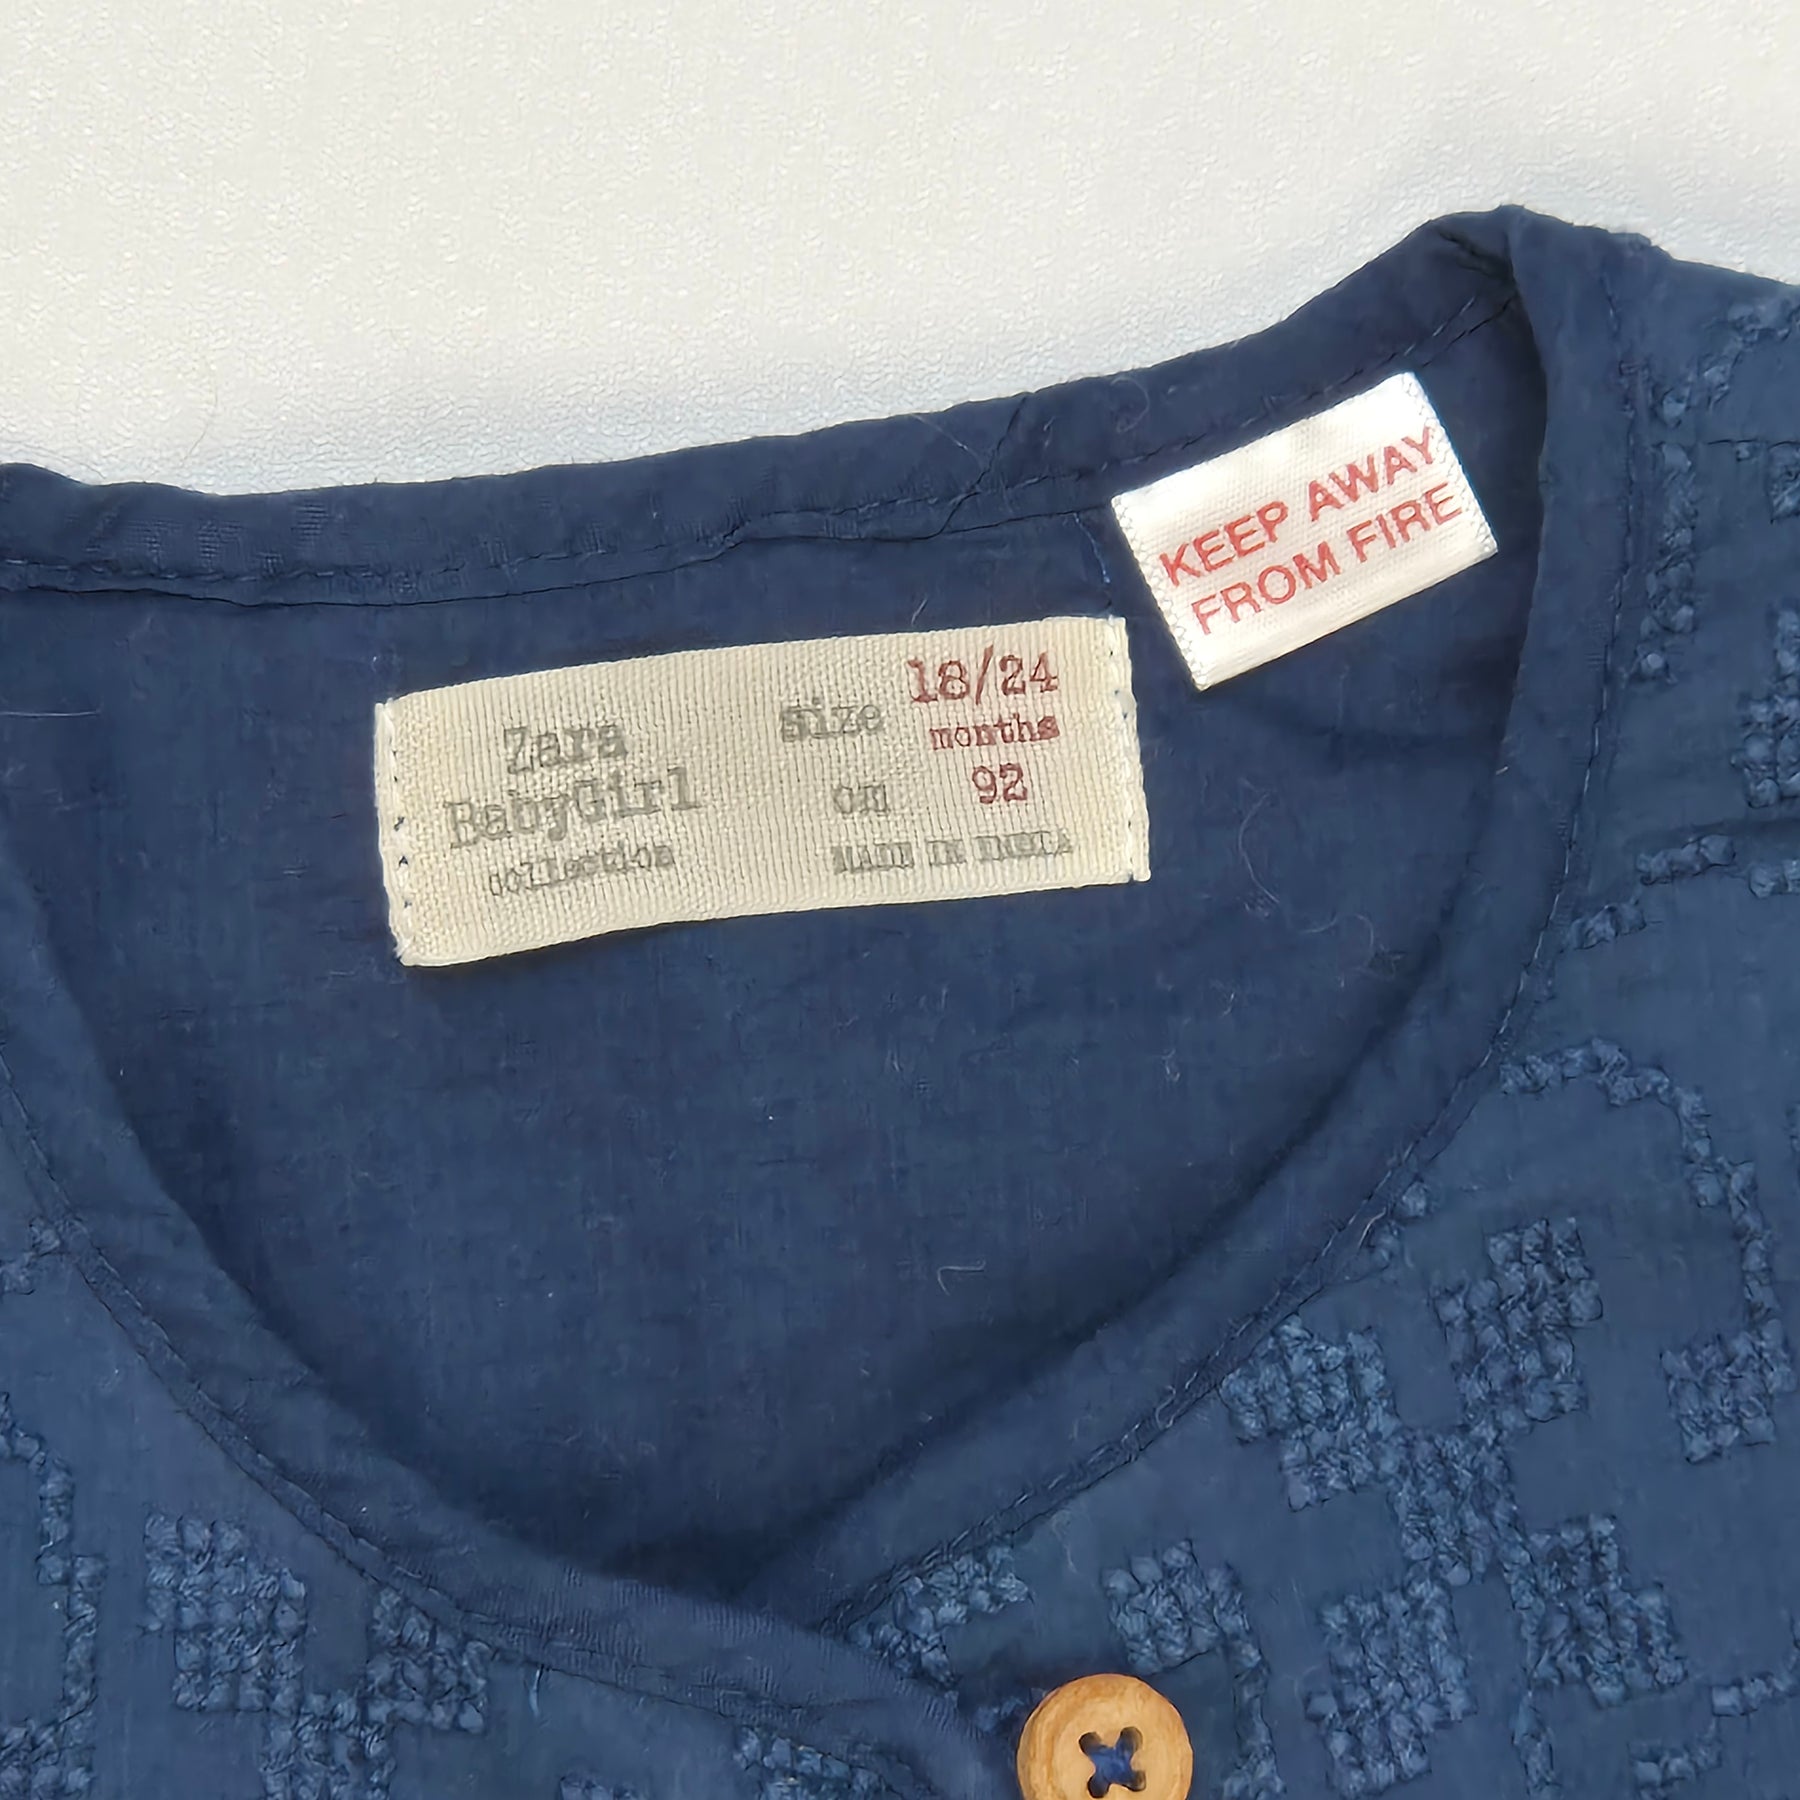 Zara
BabyGirl
collection
size 18/24
months
cm 92
MADE IN INDIA
KEEP AWAY
FROM FIRE